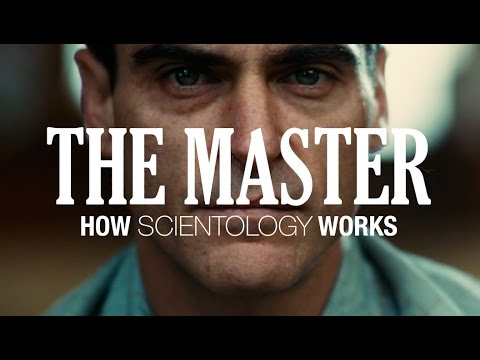 THE MASTER
HOW SCIENTOLOGY WORKS